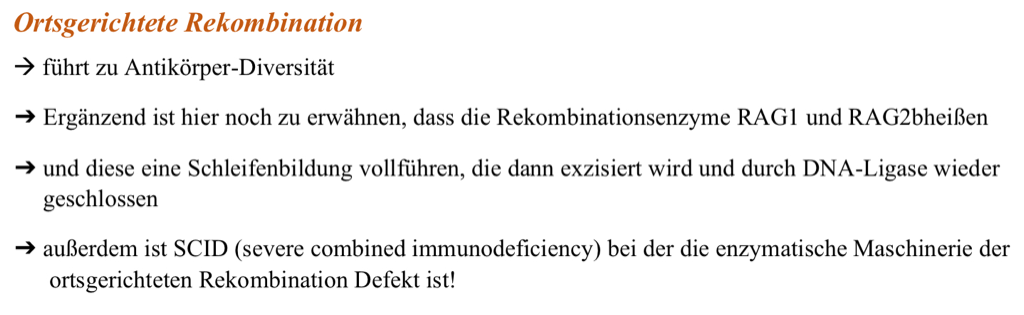 Ortsgerichtete Rekombination
→ führt zu Antikörper-Diversität
→ Ergänzend ist hier noch zu erwähnen, dass die Rekombinationsenzyme RAG1 und RAG2bheißen
→ und diese eine Schleifenbildung vollführen, die dann exzisiert wird und durch DNA-Ligase wieder
geschlossen
→ außerdem ist SCID (severe combined immunodeficiency) bei der die enzymatische Maschinerie der
ortsgerichteten Rekombination Defekt ist!